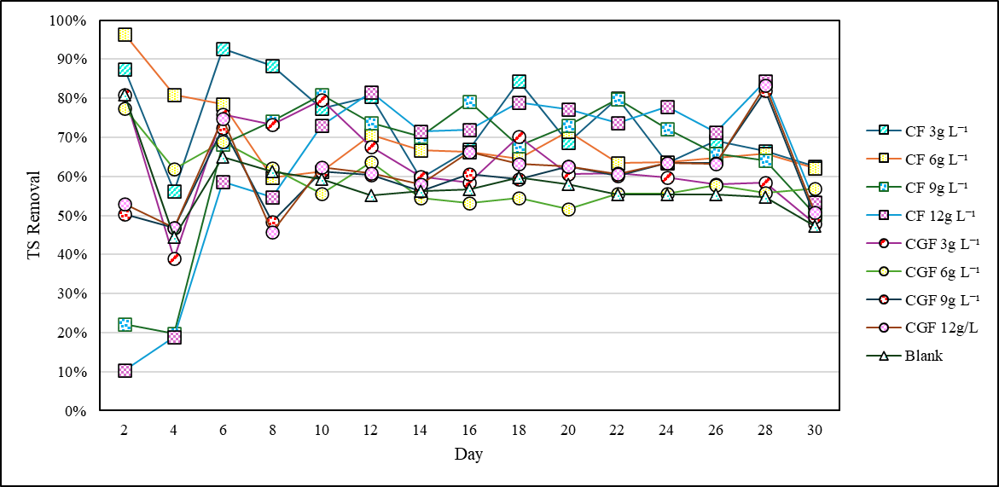 100%
90%
80%
70%
60%
50%
40%
30%
20%
10%
0%
TS Removal
2 4 6 8 10 12 14 16 18 20 22 24 26 28 30
Day
CF 3g L⁻¹
CF 6g L⁻¹
CF 9g L⁻¹
CF 12g L⁻¹
CGF 3g L⁻¹
CGF 6g L⁻¹
CGF 9g L⁻¹
CGF 12g/L
Blank